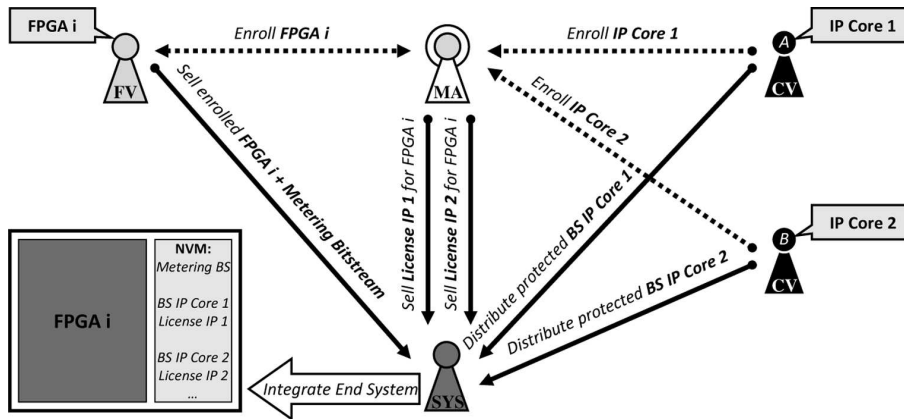 FPGA i
FV
Enroll FPGA i
MA
Enroll IP Core 1
A
CV
IP Core 1
Sell enrolled FPGA i + Metering Bitstream
Sell License IP 1 for FPGA i
Sell License IP 2 for FPGA i
Enroll IP Core 2
Distribute protected BS IP Core 1
B
CV
IP Core 2
Distribute protected BS IP Core 2
FPGA i
NVM:
Metering BS
BS IP Core 1
License IP 1
BS IP Core 2
License IP 2
...
Integrate End System
SYS